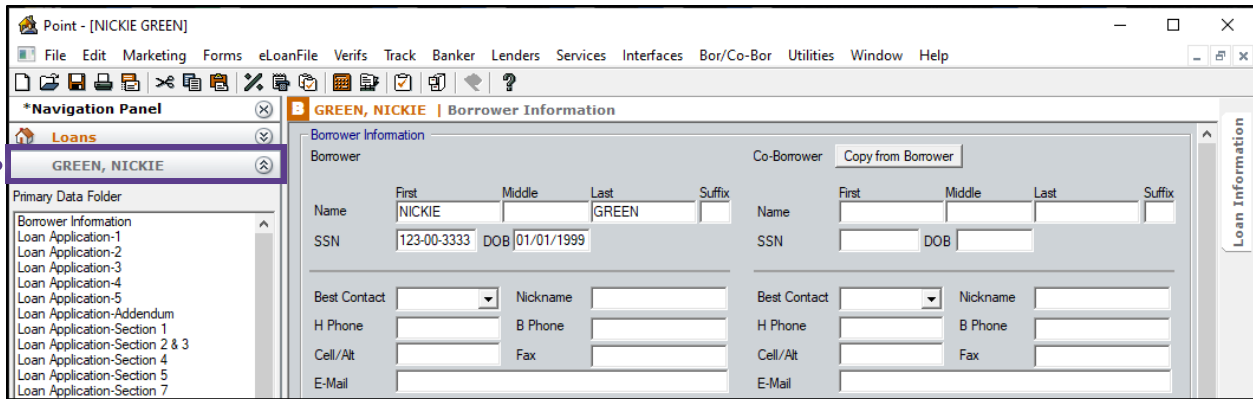 Point - [NICKIE GREEN]
File Edit Marketing Forms eLoanFile Verifs Track Banker Lenders Services Interfaces Bor/Co-Bor Utilities Window Help
*Navigation Panel
Loans
GREEN, NICKIE
Primary Data Folder
Borrower Information
Loan Application-1
Loan Application-2
Loan Application-3
Loan Application-4
Loan Application-5
Loan Application-Addendum
Loan Application-Section 1
Loan Application-Section 2 & 3
Loan Application-Section 4
Loan Application-Section 5
Loan Application-Section 7
B GREEN, NICKIE | Borrower Information
Borrower Information
Borrower
First Middle Last Suffix
Name NICKIE GREEN
SSN 123-00-3333 DOB 01/01/1999
Best Contact Nickname
H Phone B Phone
Cell/Alt Fax
E-Mail
Co-Borrower Copy from Borrower
First Middle Last Suffix
Name
SSN DOB
Best Contact Nickname
H Phone B Phone
Cell/Alt Fax
E-Mail
Loan Information